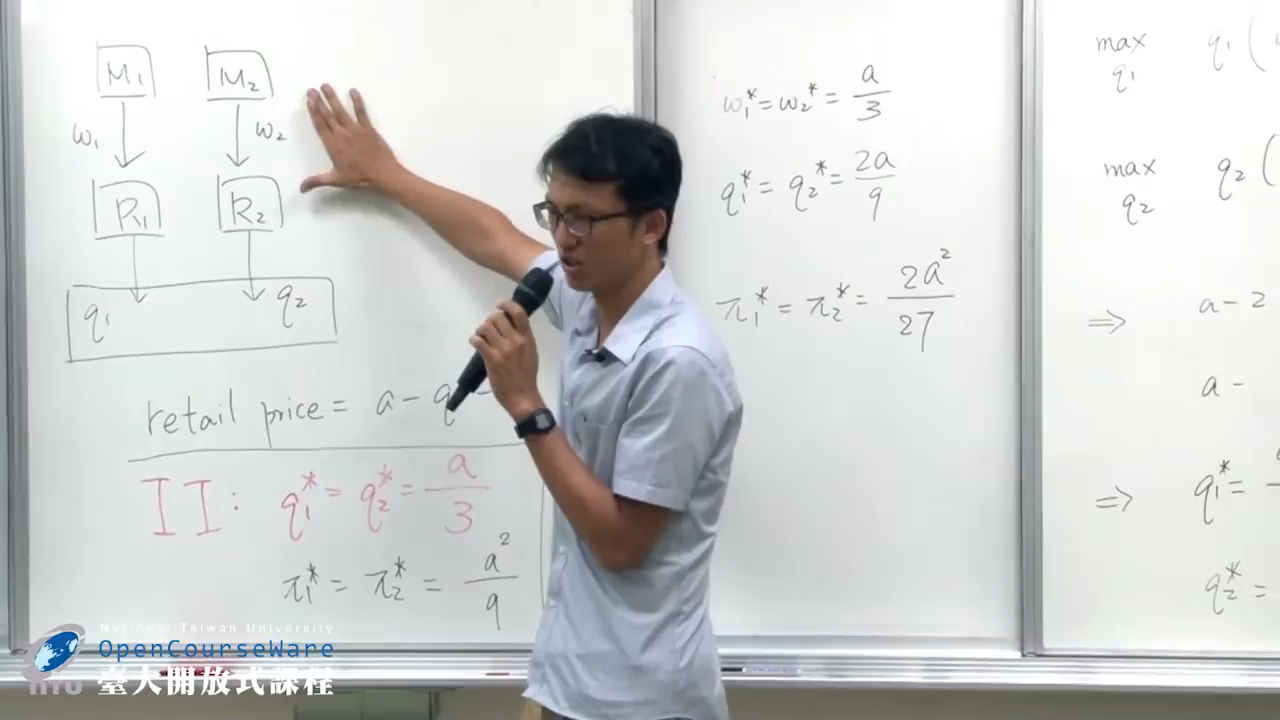 M₁ M₂
w₁ w₂
R₁ R₂
q₁ q₂
retail price = a - q
II: q₁* = q₂* = a/3
π₁* = π₂* = a²/9
w₁* = w₂* = a/3
q₁* = q₂* = 2a/9
π₁* = π₂* = 2a²/27
max q₁ q₁ (
max q₂ q₂ (
⇒ a - 2
a -
⇒ q₁* =
q₂* =
National Taiwan University
OpenCourseWare
NTU 臺大開放式課程